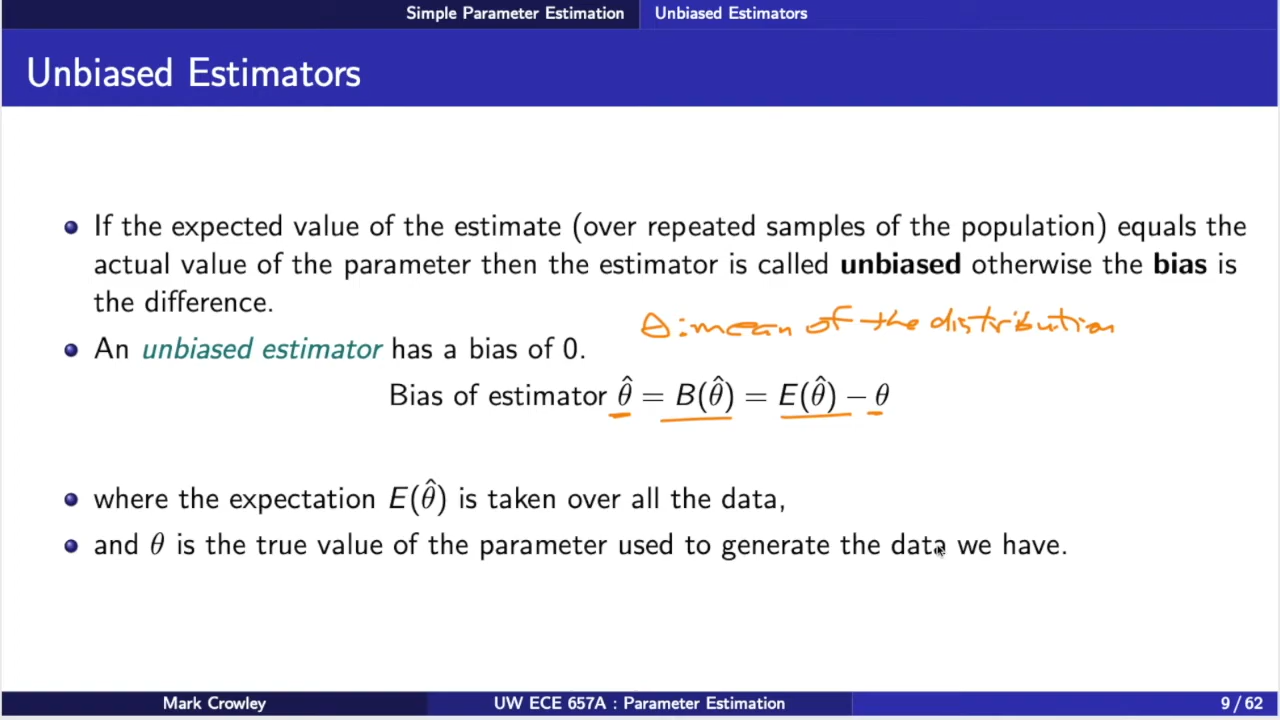 Simple Parameter Estimation Unbiased Estimators
Unbiased Estimators
If the expected value of the estimate (over repeated samples of the population) equals the
actual value of the parameter then the estimator is called unbiased otherwise the bias is
the difference.
θ: mean of the distribution
An unbiased estimator has a bias of 0.
Bias of estimator θ̂ = B(θ̂) = E(θ̂) − θ
where the expectation E(θ̂) is taken over all the data,
and θ is the true value of the parameter used to generate the data we have.
Mark Crowley UW ECE 657A : Parameter Estimation 9 / 62